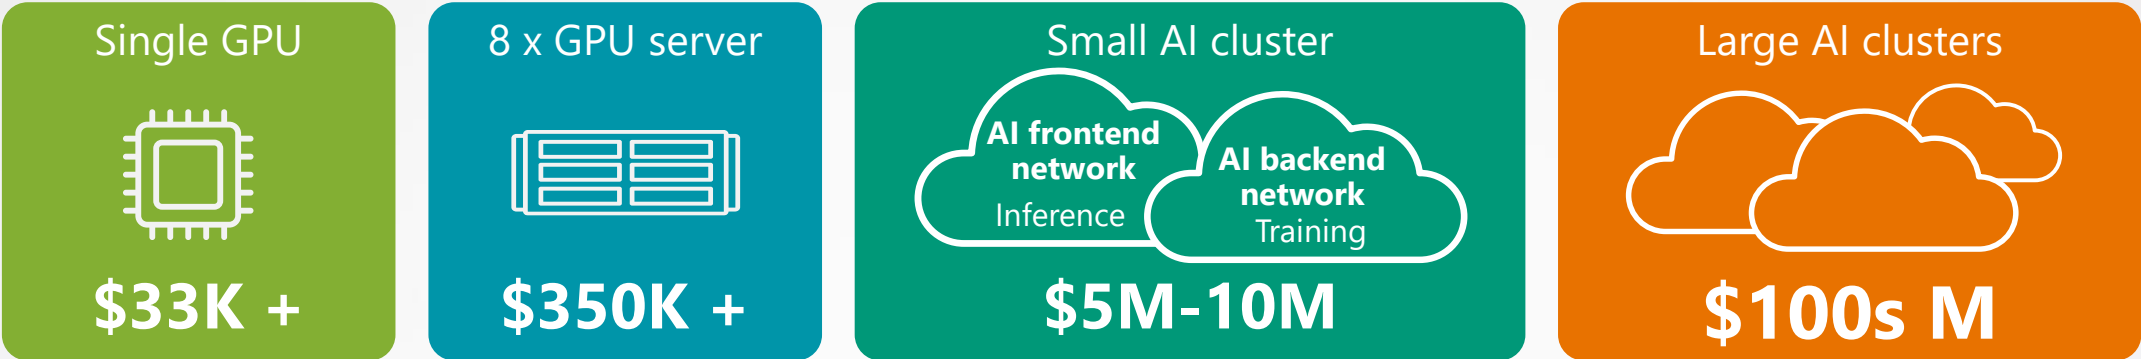 Single GPU
$33K +
8 x GPU server
$350K +
Small AI cluster
AI frontend
network
Inference
AI backend
network
Training
$5M-10M
Large AI clusters
$100s M